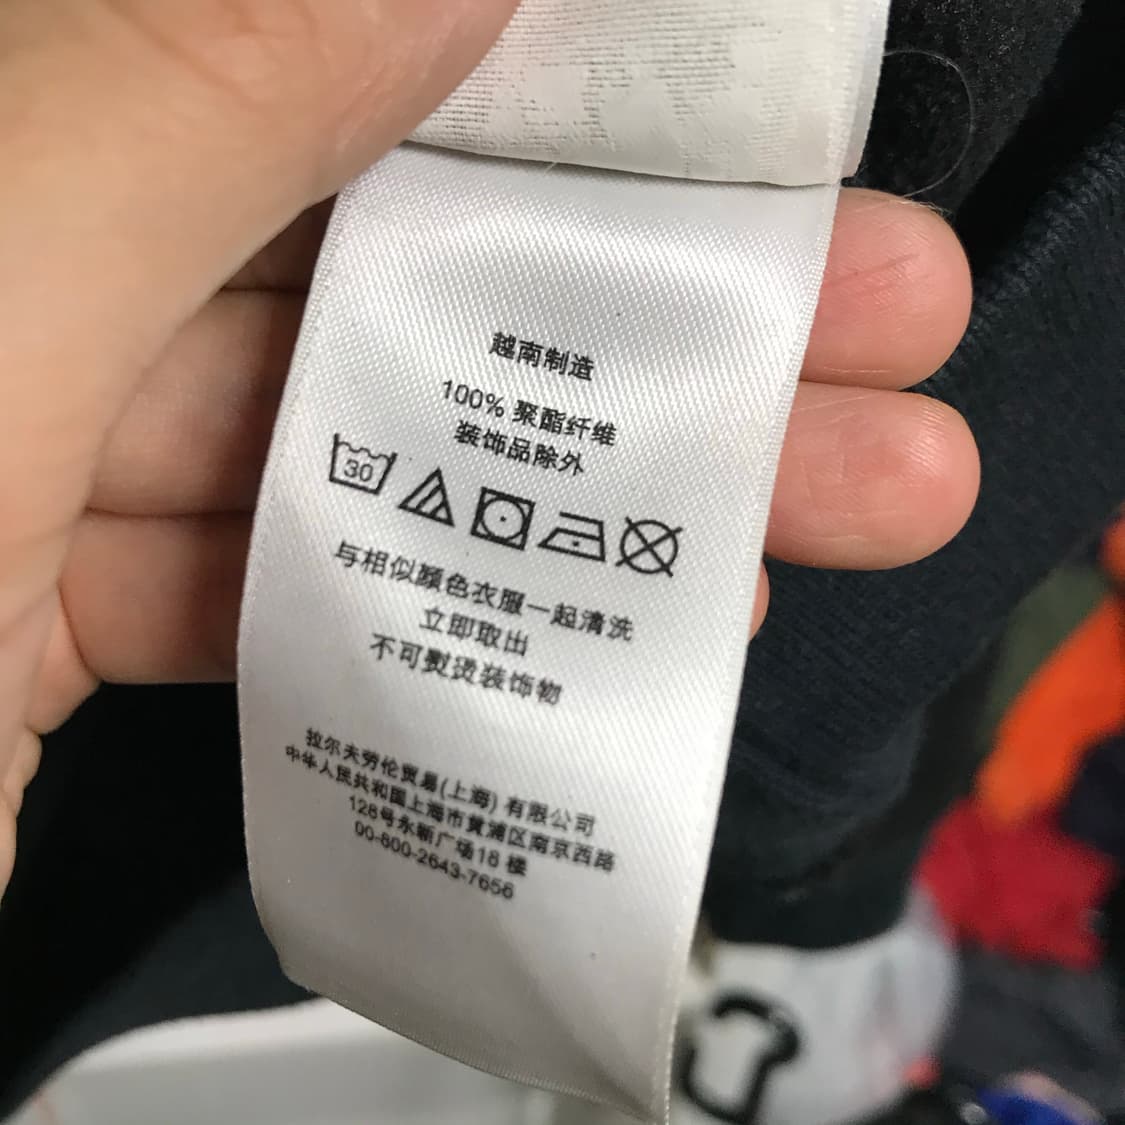 越南制造
100% 聚酯纤维
装饰品除外
30
与相似颜色衣服一起清洗
立即取出
不可熨烫装饰物
拉尔夫劳伦贸易(上海) 有限公司
中华人民共和国上海市黄浦区南京西路
128号永新广场18 楼
00-800-2643-7656